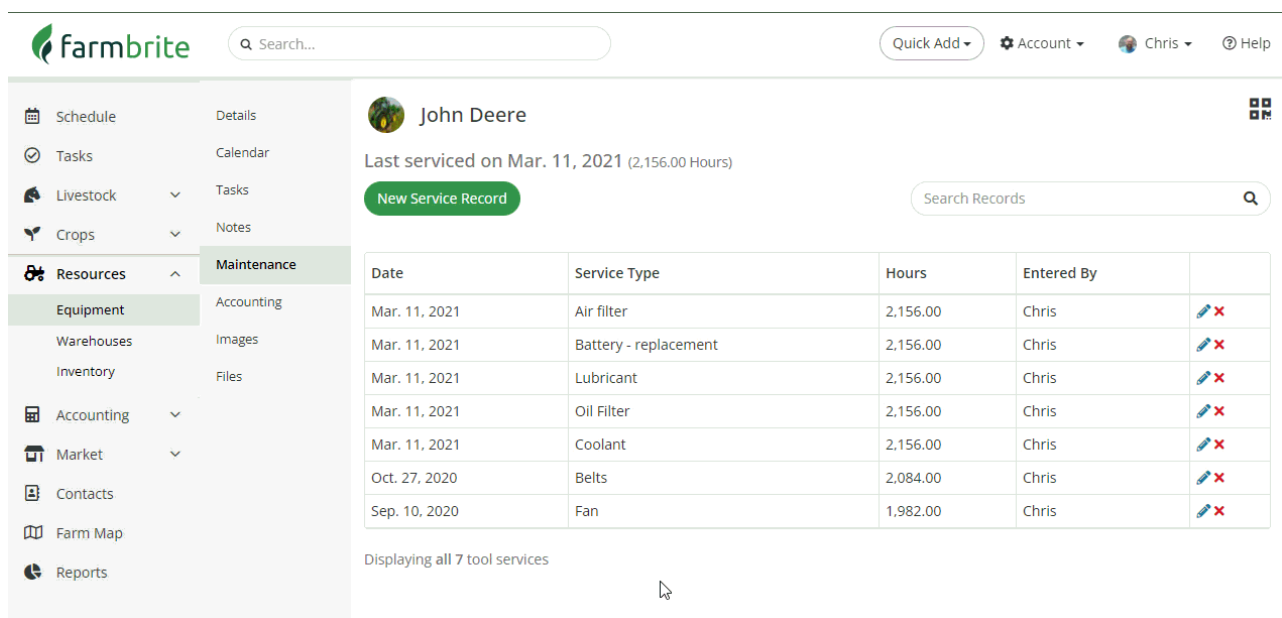 farmbrite
Search...
Quick Add
Account
Chris
Help
Schedule
Tasks
Livestock
Crops
Resources
Equipment
Warehouses
Inventory
Accounting
Market
Contacts
Farm Map
Reports
Details
Calendar
Tasks
Notes
Maintenance
Accounting
Images
Files
John Deere
Last serviced on Mar. 11, 2021 (2,156.00 Hours)
New Service Record
Search Records
Date Service Type Hours Entered By
Mar. 11, 2021 Air filter 2,156.00 Chris
Mar. 11, 2021 Battery - replacement 2,156.00 Chris
Mar. 11, 2021 Lubricant 2,156.00 Chris
Mar. 11, 2021 Oil Filter 2,156.00 Chris
Mar. 11, 2021 Coolant 2,156.00 Chris
Oct. 27, 2020 Belts 2,084.00 Chris
Sep. 10, 2020 Fan 1,982.00 Chris
Displaying all 7 tool services